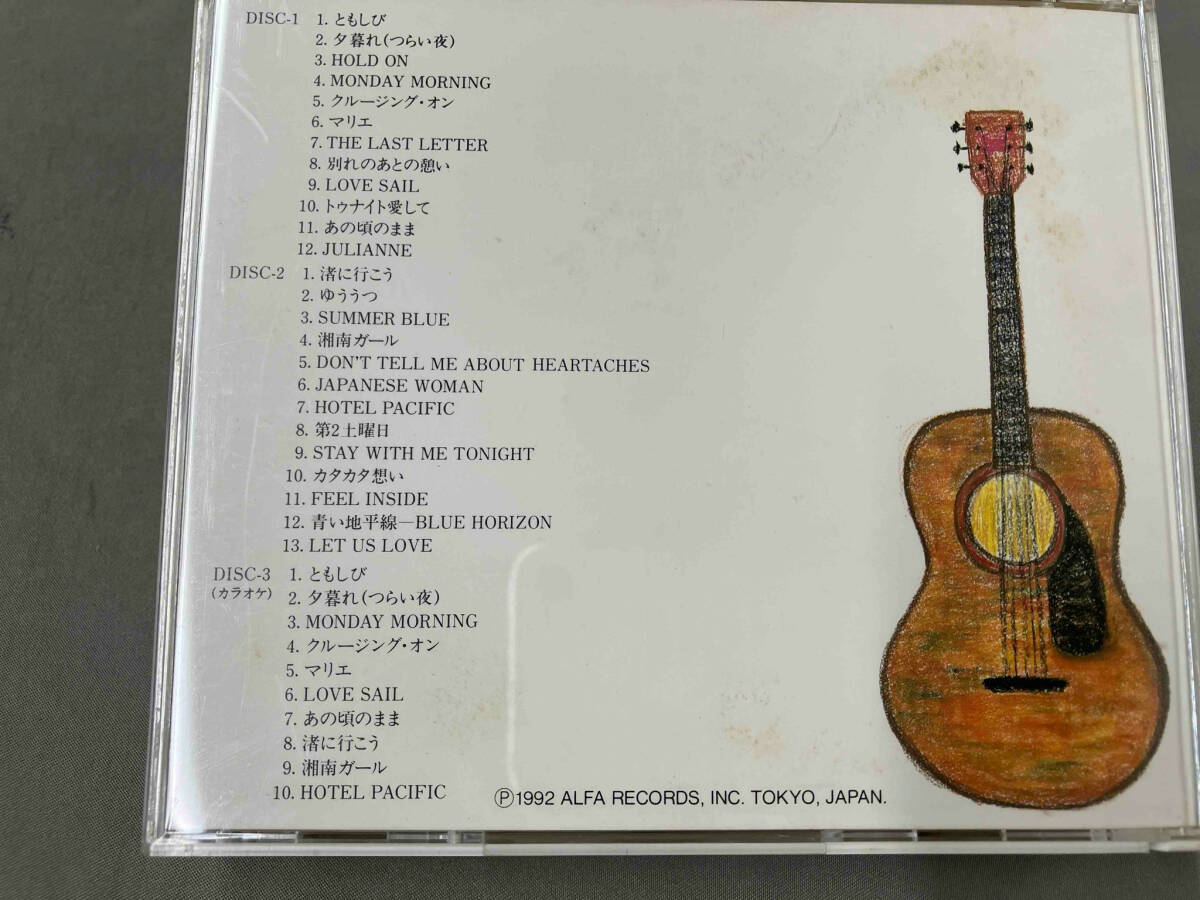 DISC-1 1. ともしび
2. 夕暮れ(つらい夜)
3. HOLD ON
4. MONDAY MORNING
5. クルージング・オン
6. マリエ
7. THE LAST LETTER
8. 別れのあとの憩い
9. LOVE SAIL
10. トゥナイト愛して
11. あの頃のまま
12. JULIANNE
DISC-2 1. 渚に行こう
2. ゆううつ
3. SUMMER BLUE
4. 湘南ガール
5. DON'T TELL ME ABOUT HEARTACHES
6. JAPANESE WOMAN
7. HOTEL PACIFIC
8. 第2土曜日
9. STAY WITH ME TONIGHT
10. カタカタ想い
11. FEEL INSIDE
12. 青い地平線—BLUE HORIZON
13. LET US LOVE
DISC-3 1. ともしび
(カラオケ) 2. 夕暮れ(つらい夜)
3. MONDAY MORNING
4. クルージング・オン
5. マリエ
6. LOVE SAIL
7. あの頃のまま
8. 渚に行こう
9. 湘南ガール
10. HOTEL PACIFIC
Ⓟ1992 ALFA RECORDS, INC. TOKYO, JAPAN.